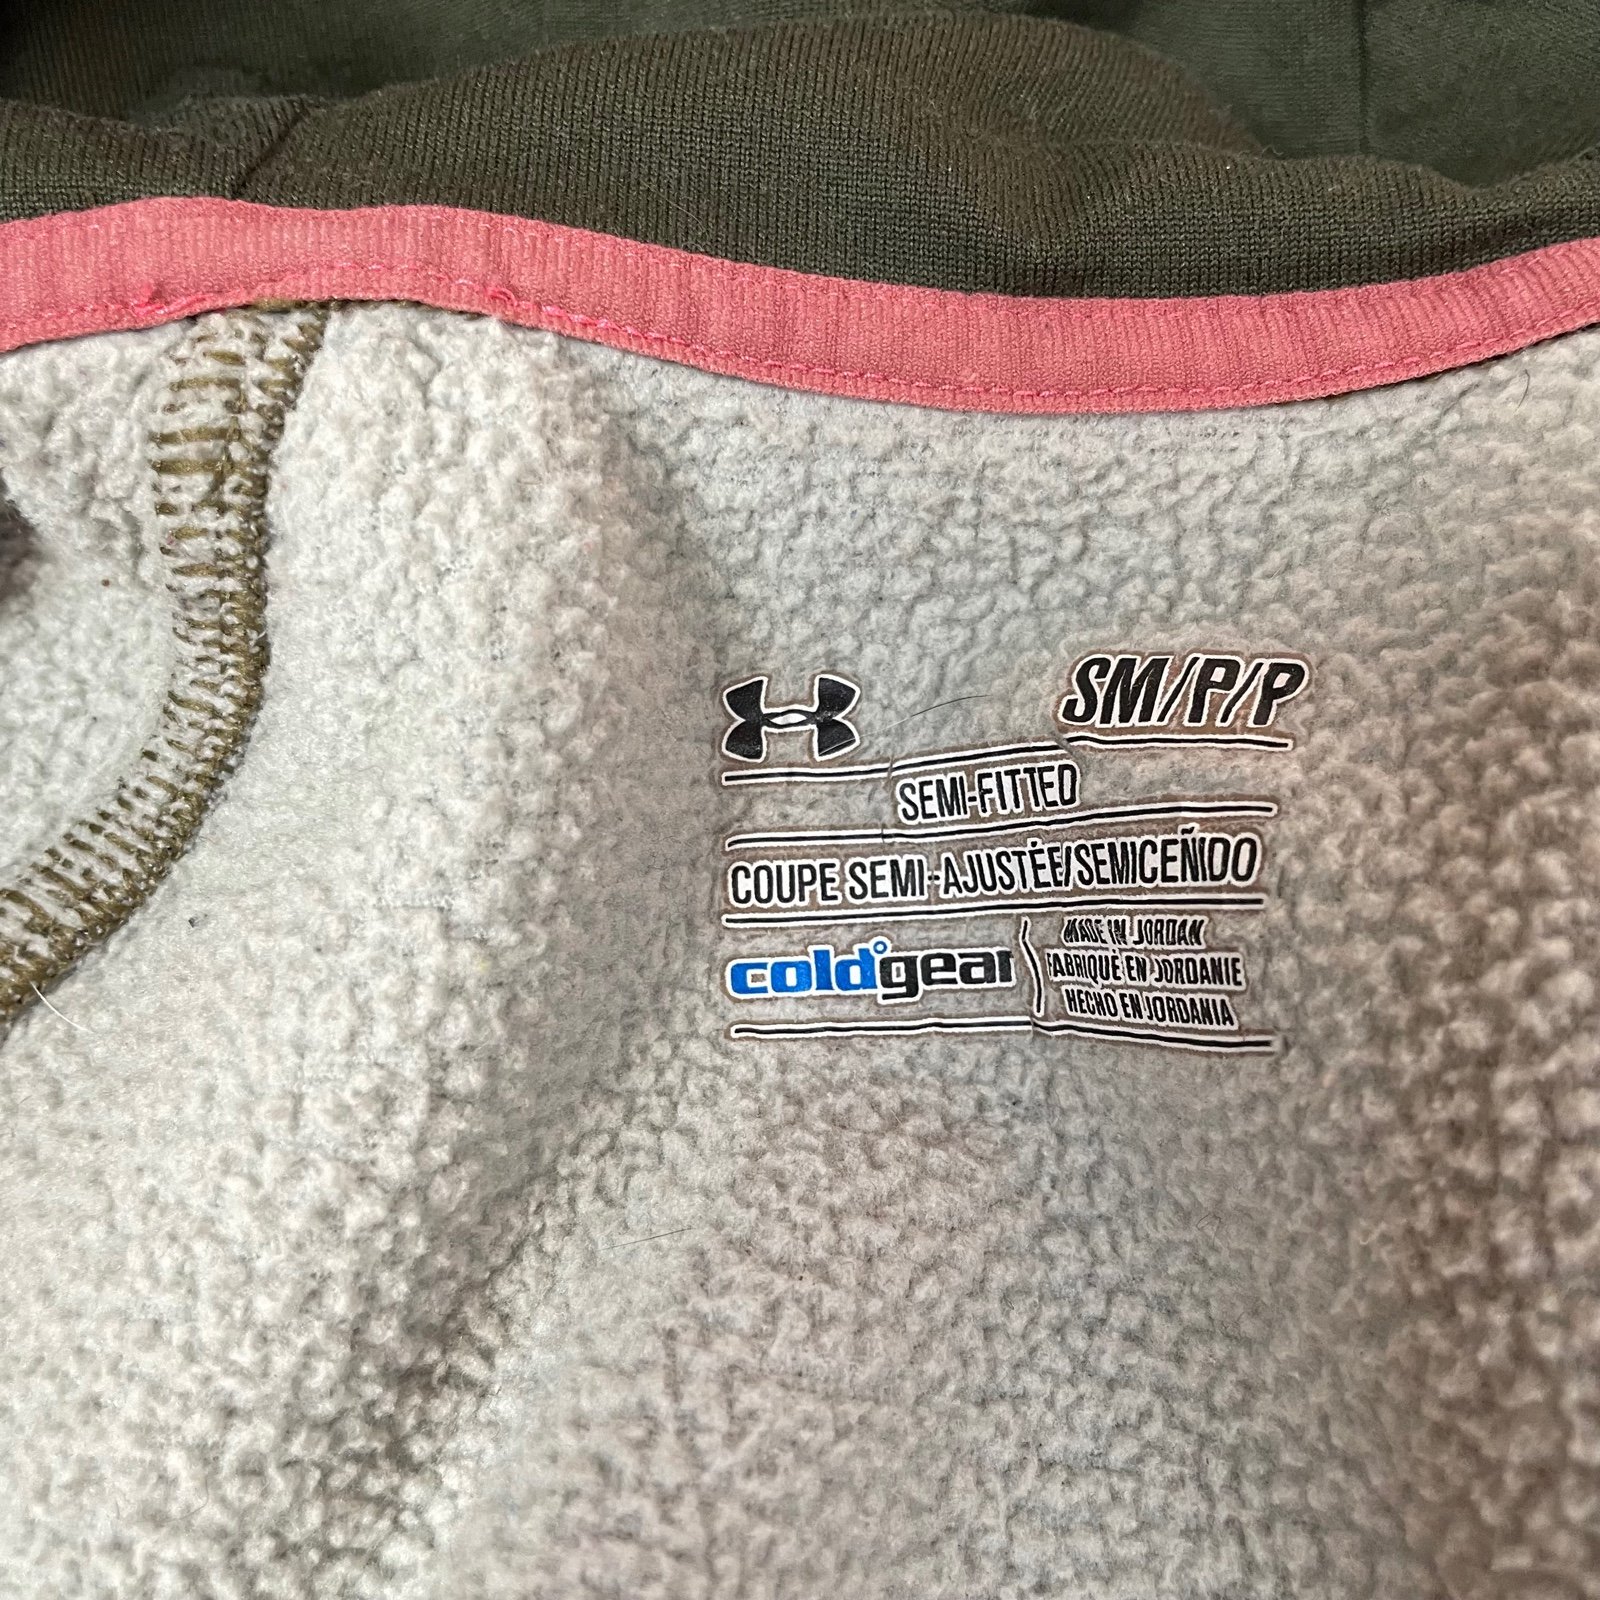 SM/P/P
SEMI-FITTED
COUPE SEMI-AJUSTÉE/SEMICEÑIDO
coldgear
MADE IN JORDAN
FABRIQUÉ EN JORDANIE
HECHO EN JORDANIA